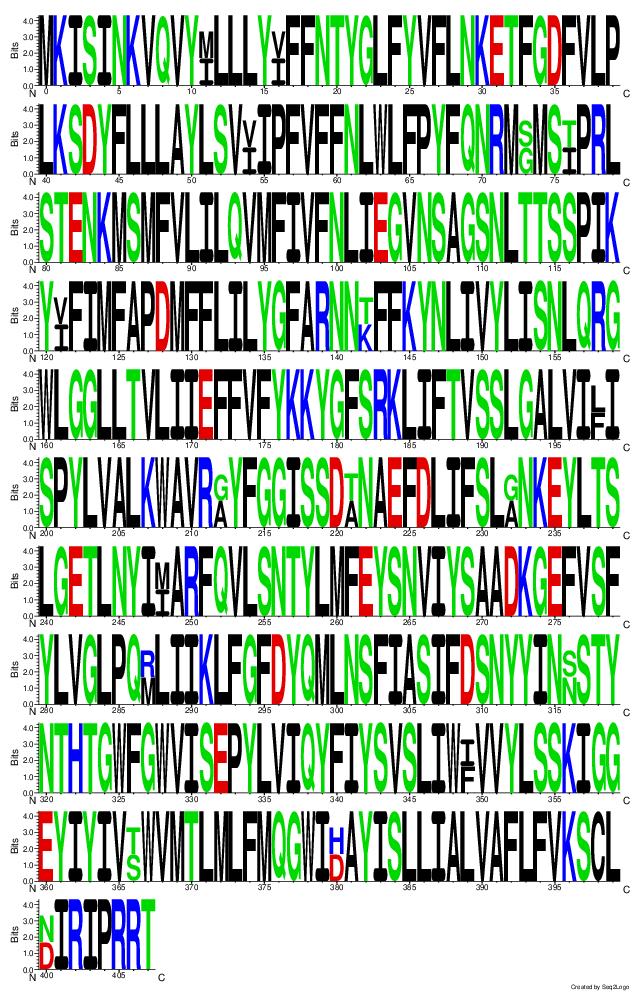 4.0 3.0 2.0 1.0 0.0 Bits
MKISINKVQVYMLLLYVFFNTYGLFYVFLNKETFGDFVLP
I I
N 0 5 10 15 20 25 30 35 C
4.0 3.0 2.0 1.0 0.0 Bits
LKSDYFLLLAYLSVVIPFVFFNLWLFPYFQNRMSMSTPRL
I G I
N 40 45 50 55 60 65 70 75 C
4.0 3.0 2.0 1.0 0.0 Bits
STENKMSMFVLILQVMFIVFNLIEGVNSAGSNLTTSSPIK
N 80 85 90 95 100 105 110 115 C
4.0 3.0 2.0 1.0 0.0 Bits
YVFIMFAPDMFFLILYGFARNNTFFKYNLIVYLISNLQRG
I K
N 120 125 130 135 140 145 150 155 C
4.0 3.0 2.0 1.0 0.0 Bits
WLGGLLTVLIIEFFVFYKKYGFSRKLIFTVSSLGALVILI
F
N 160 165 170 175 180 185 190 195 C
4.0 3.0 2.0 1.0 0.0 Bits
SPYLVALKWAVRGYFGGISSDTNAEFDLIFSLGNKEYLTS
A A A
N 200 205 210 215 220 225 230 235 C
4.0 3.0 2.0 1.0 0.0 Bits
LGETLNYIMARFQVLSNTYLMFEYSNVIYSAADKGEFVSF
I
N 240 245 250 255 260 265 270 275 C
4.0 3.0 2.0 1.0 0.0 Bits
YLVGLPQRLIIKLFGFDYQMLNSFIASIFDSNYYINSSTY
M N
N 280 285 290 295 300 305 310 315 C
4.0 3.0 2.0 1.0 0.0 Bits
NTHTGWFGWVISEPYLVIQYFIYSVSLIWIVVYLSSKIGG
F
N 320 325 330 335 340 345 350 355 C
4.0 3.0 2.0 1.0 0.0 Bits
EYIYIVTWVMTLMLFMQGWIHAYISLLIALVAFLFVKSCL
S D
N 360 365 370 375 380 385 390 395 C
4.0 3.0 2.0 1.0 0.0 Bits
NIRIPRRT
D
N 400 405 C
Created by Seq2Logo